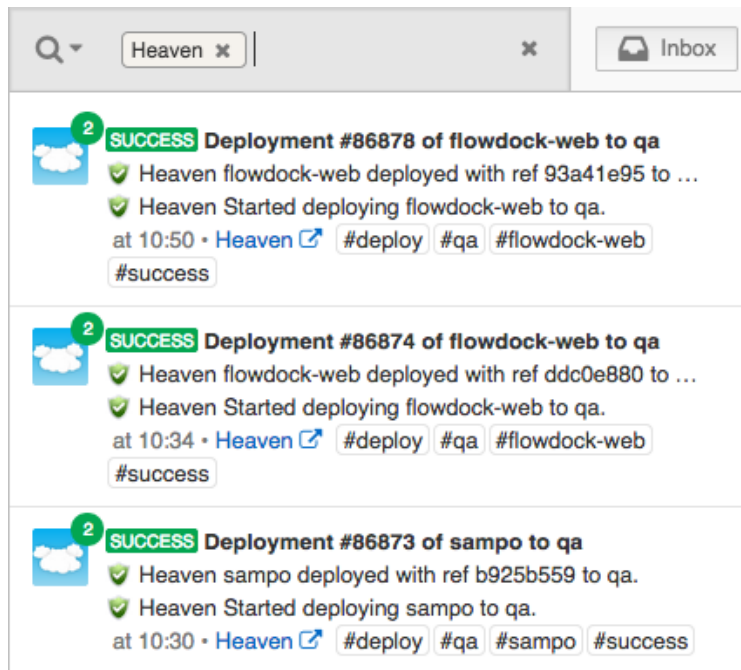 Heaven
Inbox
2
SUCCESS Deployment #86878 of flowdock-web to qa
Heaven flowdock-web deployed with ref 93a41e95 to …
Heaven Started deploying flowdock-web to qa.
at 10:50 • Heaven #deploy #qa #flowdock-web
#success
2
SUCCESS Deployment #86874 of flowdock-web to qa
Heaven flowdock-web deployed with ref ddc0e880 to …
Heaven Started deploying flowdock-web to qa.
at 10:34 • Heaven #deploy #qa #flowdock-web
#success
2
SUCCESS Deployment #86873 of sampo to qa
Heaven sampo deployed with ref b925b559 to qa.
Heaven Started deploying sampo to qa.
at 10:30 • Heaven #deploy #qa #sampo #success